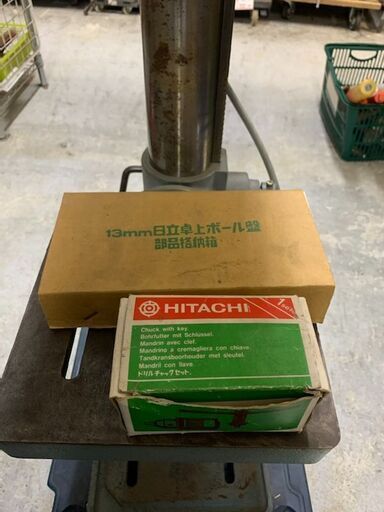 13mm日立卓上ボール盤
部品格納箱
HITACHI
Chuck with key
Bohrfutter mit Schlüssel.
Mandrin avec clef.
Mandrino a cremagliera con chiave.
Tandkransboorhouder met sleutel.
Mandril con llave.
ドリルチャックセット.
1